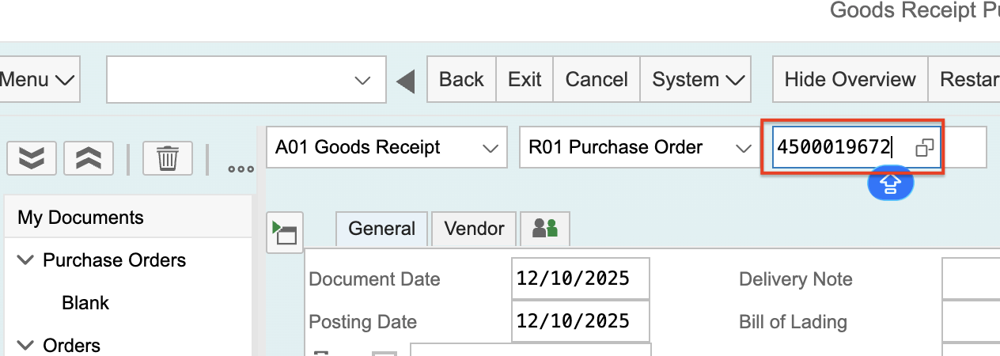 Goods Receipt Pu
Menu Back Exit Cancel System Hide Overview Restar
A01 Goods Receipt R01 Purchase Order 4500019672
My Documents
General Vendor
Purchase Orders
Document Date 12/10/2025 Delivery Note
Blank
Posting Date 12/10/2025 Bill of Lading
Orders